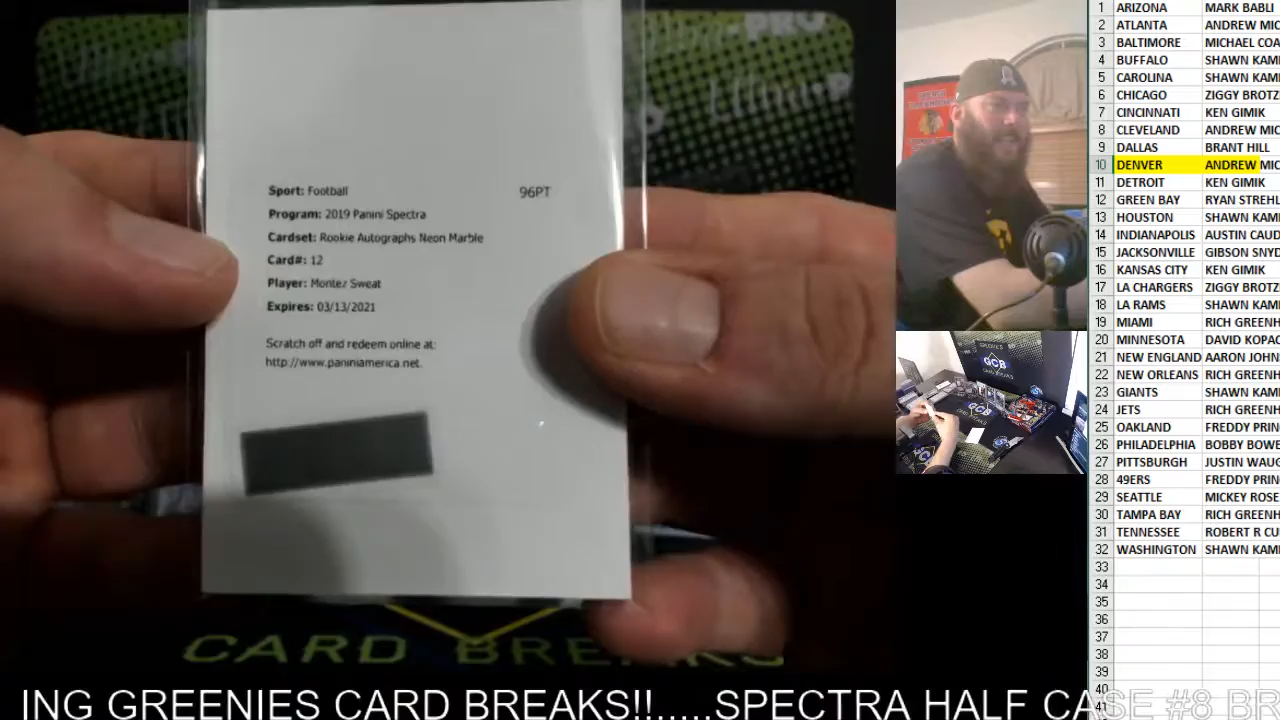 Sport: Football
96PT
Program: 2019 Panini Spectra
Cardset: Rookie Autographs Neon Marble
Card#: 12
Player: Montez Sweat
Expires: 03/13/2021
Scratch off and redeem online at:
http://www.paniniamerica.net.
CARD BREAKS
GCB
GCB
1 ARIZONA MARK BABLI
2 ATLANTA ANDREW MIC
3 BALTIMORE MICHAEL COA
4 BUFFALO SHAWN KAM
5 CAROLINA SHAWN KAM
6 CHICAGO ZIGGY BROTZ
7 CINCINNATI KEN GIMIK
8 CLEVELAND ANDREW MIC
9 DALLAS BRANT HILL
10 DENVER ANDREW MIC
11 DETROIT KEN GIMIK
12 GREEN BAY RYAN STREHL
13 HOUSTON SHAWN KAM
14 INDIANAPOLIS AUSTIN CAUD
15 JACKSONVILLE GIBSON SNYD
16 KANSAS CITY KEN GIMIK
17 LA CHARGERS ZIGGY BROTZ
18 LA RAMS SHAWN KAM
19 MIAMI RICH GREENH
20 MINNESOTA DAVID KOPAC
21 NEW ENGLAND AARON JOHN
22 NEW ORLEANS RICH GREENH
23 GIANTS SHAWN KAM
24 JETS RICH GREENH
25 OAKLAND FREDDY PRIN
26 PHILADELPHIA BOBBY BOWE
27 PITTSBURGH JUSTIN WAUG
28 49ERS FREDDY PRIN
29 SEATTLE MICKEY ROSE
30 TAMPA BAY RICH GREENH
31 TENNESSEE ROBERT R CU
32 WASHINGTON SHAWN KAM
33
34
35
36
37
38
39
40
41
ING GREENIES CARD BREAKS!!......SPECTRA HALF CASE #8 BR